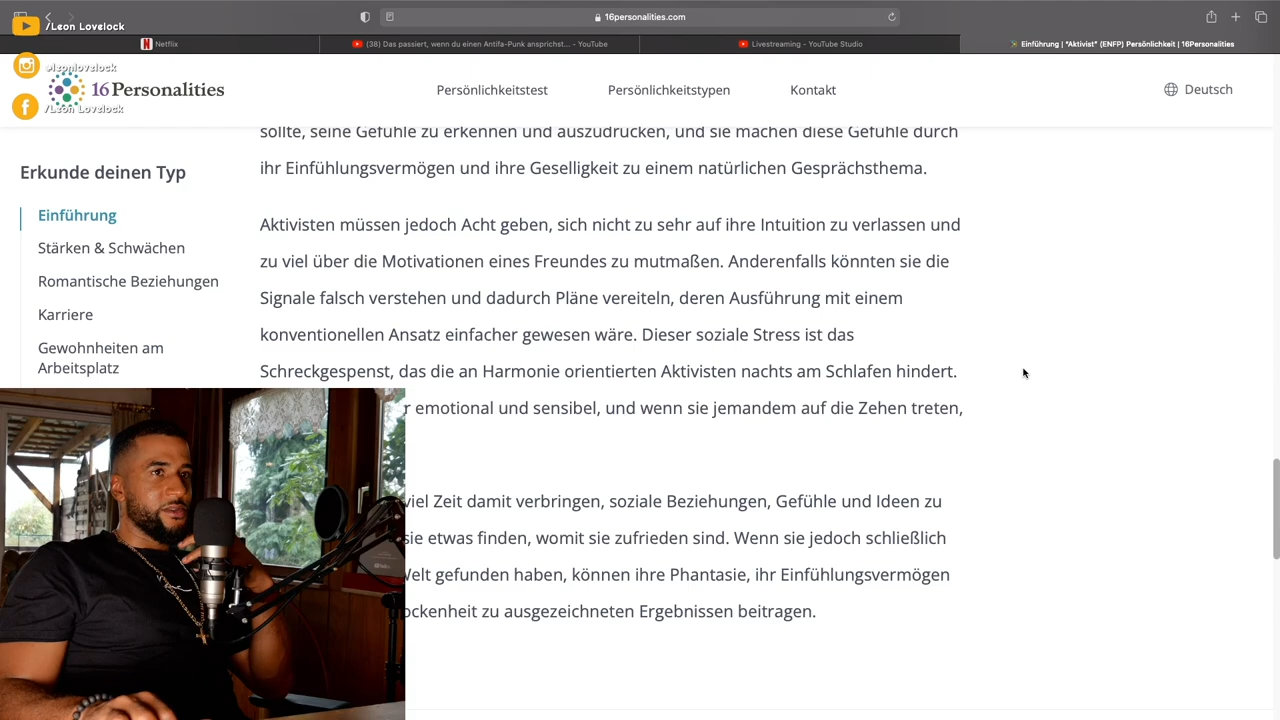 /Leon Lovelock
16personalities.com
Netflix
(38) Das passiert, wenn du einen Antifa-Punk ansprichst... - YouTube
Livestreaming - YouTube Studio
Einführung | "Aktivist" (ENFP) Persönlichkeit | 16Personalities
@leonlovelock
/Leon Lovelock
16Personalities
Persönlichkeitstest
Persönlichkeitstypen
Kontakt
Deutsch
Erkunde deinen Typ
Einführung
Stärken & Schwächen
Romantische Beziehungen
Karriere
Gewohnheiten am
Arbeitsplatz
sollte, seine Gefühle zu erkennen und auszudrücken, und sie machen diese Gefühle durch
ihr Einfühlungsvermögen und ihre Geselligkeit zu einem natürlichen Gesprächsthema.
Aktivisten müssen jedoch Acht geben, sich nicht zu sehr auf ihre Intuition zu verlassen und
zu viel über die Motivationen eines Freundes zu mutmaßen. Anderenfalls könnten sie die
Signale falsch verstehen und dadurch Pläne vereiteln, deren Ausführung mit einem
konventionellen Ansatz einfacher gewesen wäre. Dieser soziale Stress ist das
Schreckgespenst, das die an Harmonie orientierten Aktivisten nachts am Schlafen hindert.
r emotional und sensibel, und wenn sie jemandem auf die Zehen treten,
viel Zeit damit verbringen, soziale Beziehungen, Gefühle und Ideen zu
sie etwas finden, womit sie zufrieden sind. Wenn sie jedoch schließlich
Welt gefunden haben, können ihre Phantasie, ihr Einfühlungsvermögen
ockenheit zu ausgezeichneten Ergebnissen beitragen.